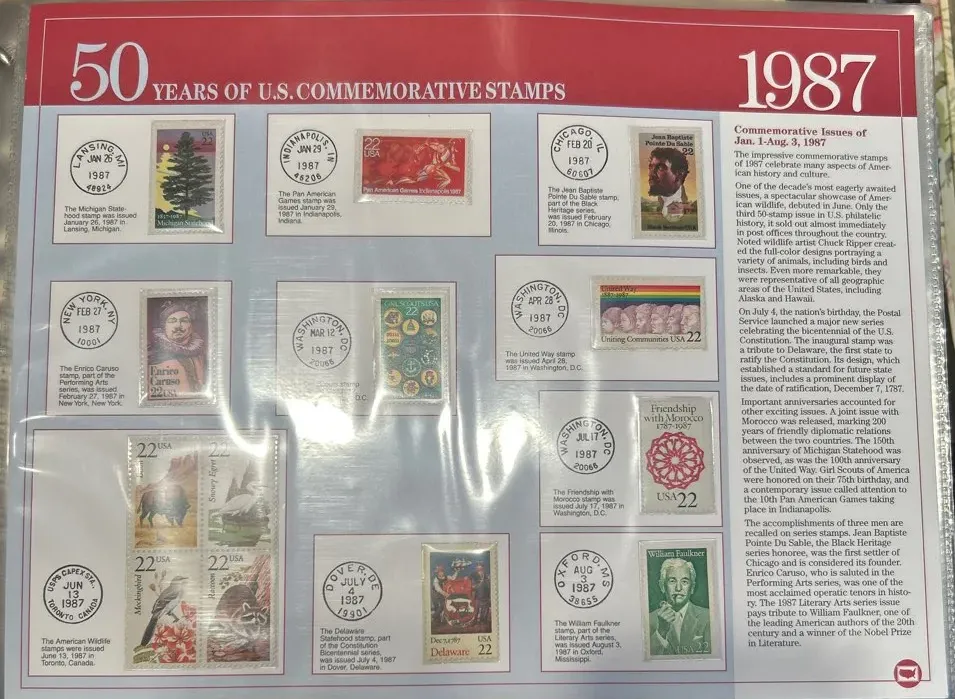 50 YEARS OF U.S. COMMEMORATIVE STAMPS
1987
LANSING, MI
JAN 26
1987
48924
USA
22
1837-1987
Michigan Statehood
The Michigan State-
hood stamp was issued
January 26, 1987 in
Lansing, Michigan.
INDIANAPOLIS, IN
JAN 29
1987
46206
22
USA
Pan American Games Indianapolis 1987
The Pan American
Games stamp was
issued January 29,
1987 in Indianapolis,
Indiana.
CHICAGO, IL
FEB 20
1987
60607
Jean Baptiste
Pointe Du Sable
22
Black Heritage USA
The Jean Baptiste
Pointe Du Sable stamp,
part of the Black
Heritage series,
was issued February
20, 1987 in Chicago,
Illinois.
NEW YORK, NY
FEB 27
1987
10001
Enrico
Caruso
22 USA
The Enrico Caruso
stamp, part of the
Performing Arts
series, was issued
February 27, 1987 in
New York, New York.
WASHINGTON, DC
MAR 12
1987
20066
Girl Scouts USA
22
stamp
D.C.
WASHINGTON, DC
APR 28
1987
20066
United Way
1887-1987
Uniting Communities USA 22
The United Way stamp
was issued April 28,
1987 in Washington, D.C.
WASHINGTON, DC
JUL 17
1987
20066
Friendship
with Morocco
1787-1987
USA 22
The Friendship with
Morocco stamp was
issued July 17, 1987 in
Washington, D.C.
USPS CAPEX STA.
JUN
13
1987
TORONTO CANADA
22 USA
22 USA
Snowy Egret
22 USA
Mockingbird
22 USA
Raccoon
The American Wildlife
stamps were issued
June 13, 1987 in
Toronto, Canada.
DOVER, DE
JULY
4
1987
19901
Dec 7, 1787 USA
Delaware 22
The Delaware
Statehood stamp, part
of the Constitution
Bicentennial series,
was issued July 4, 1987
in Dover, Delaware.
OXFORD, MS
AUG
3
1987
38655
William Faulkner
USA 22
The William Faulkner
stamp, part of the
Literary Arts series,
was issued August 3,
1987 in Oxford,
Mississippi.
Commemorative Issues of
Jan. 1-Aug. 3, 1987
The impressive commemorative stamps
of 1987 celebrate many aspects of Amer-
ican history and culture.
One of the decade's most eagerly awaited
issues, a spectacular showcase of Amer-
ican wildlife, debuted in June. Only the
third 50-stamp issue in U.S. philatelic
history, it sold out almost immediately
in post offices throughout the country.
Noted wildlife artist Chuck Ripper creat-
ed the full-color designs portraying a
variety of animals, including birds and
insects. Even more remarkable, they
were representative of all geographic
areas of the United States, including
Alaska and Hawaii.
On July 4, the nation's birthday, the Postal
Service launched a major new series
celebrating the bicentennial of the U.S.
Constitution. The inaugural stamp was
a tribute to Delaware, the first state to
ratify the Constitution. Its design, which
established a standard for future state
issues, includes a prominent display of
the date of ratification, December 7, 1787.
Important anniversaries accounted for
other exciting issues. A joint issue with
Morocco was released, marking 200
years of friendly diplomatic relations
between the two countries. The 150th
anniversary of Michigan Statehood was
observed, as was the 100th anniversary
of the United Way. Girl Scouts of America
were honored on their 75th birthday, and
a contemporary issue called attention to
the 10th Pan American Games taking
place in Indianapolis.
The accomplishments of three men are
recalled on series stamps. Jean Baptiste
Pointe Du Sable, the Black Heritage
series honoree, was the first settler of
Chicago and is considered its founder.
Enrico Caruso, who is saluted in the
Performing Arts series, was one of the
most acclaimed operatic tenors in histo-
ry. The 1987 Literary Arts series issue
pays tribute to William Faulkner, one of
the leading American authors of the 20th
century and a winner of the Nobel Prize
in Literature.